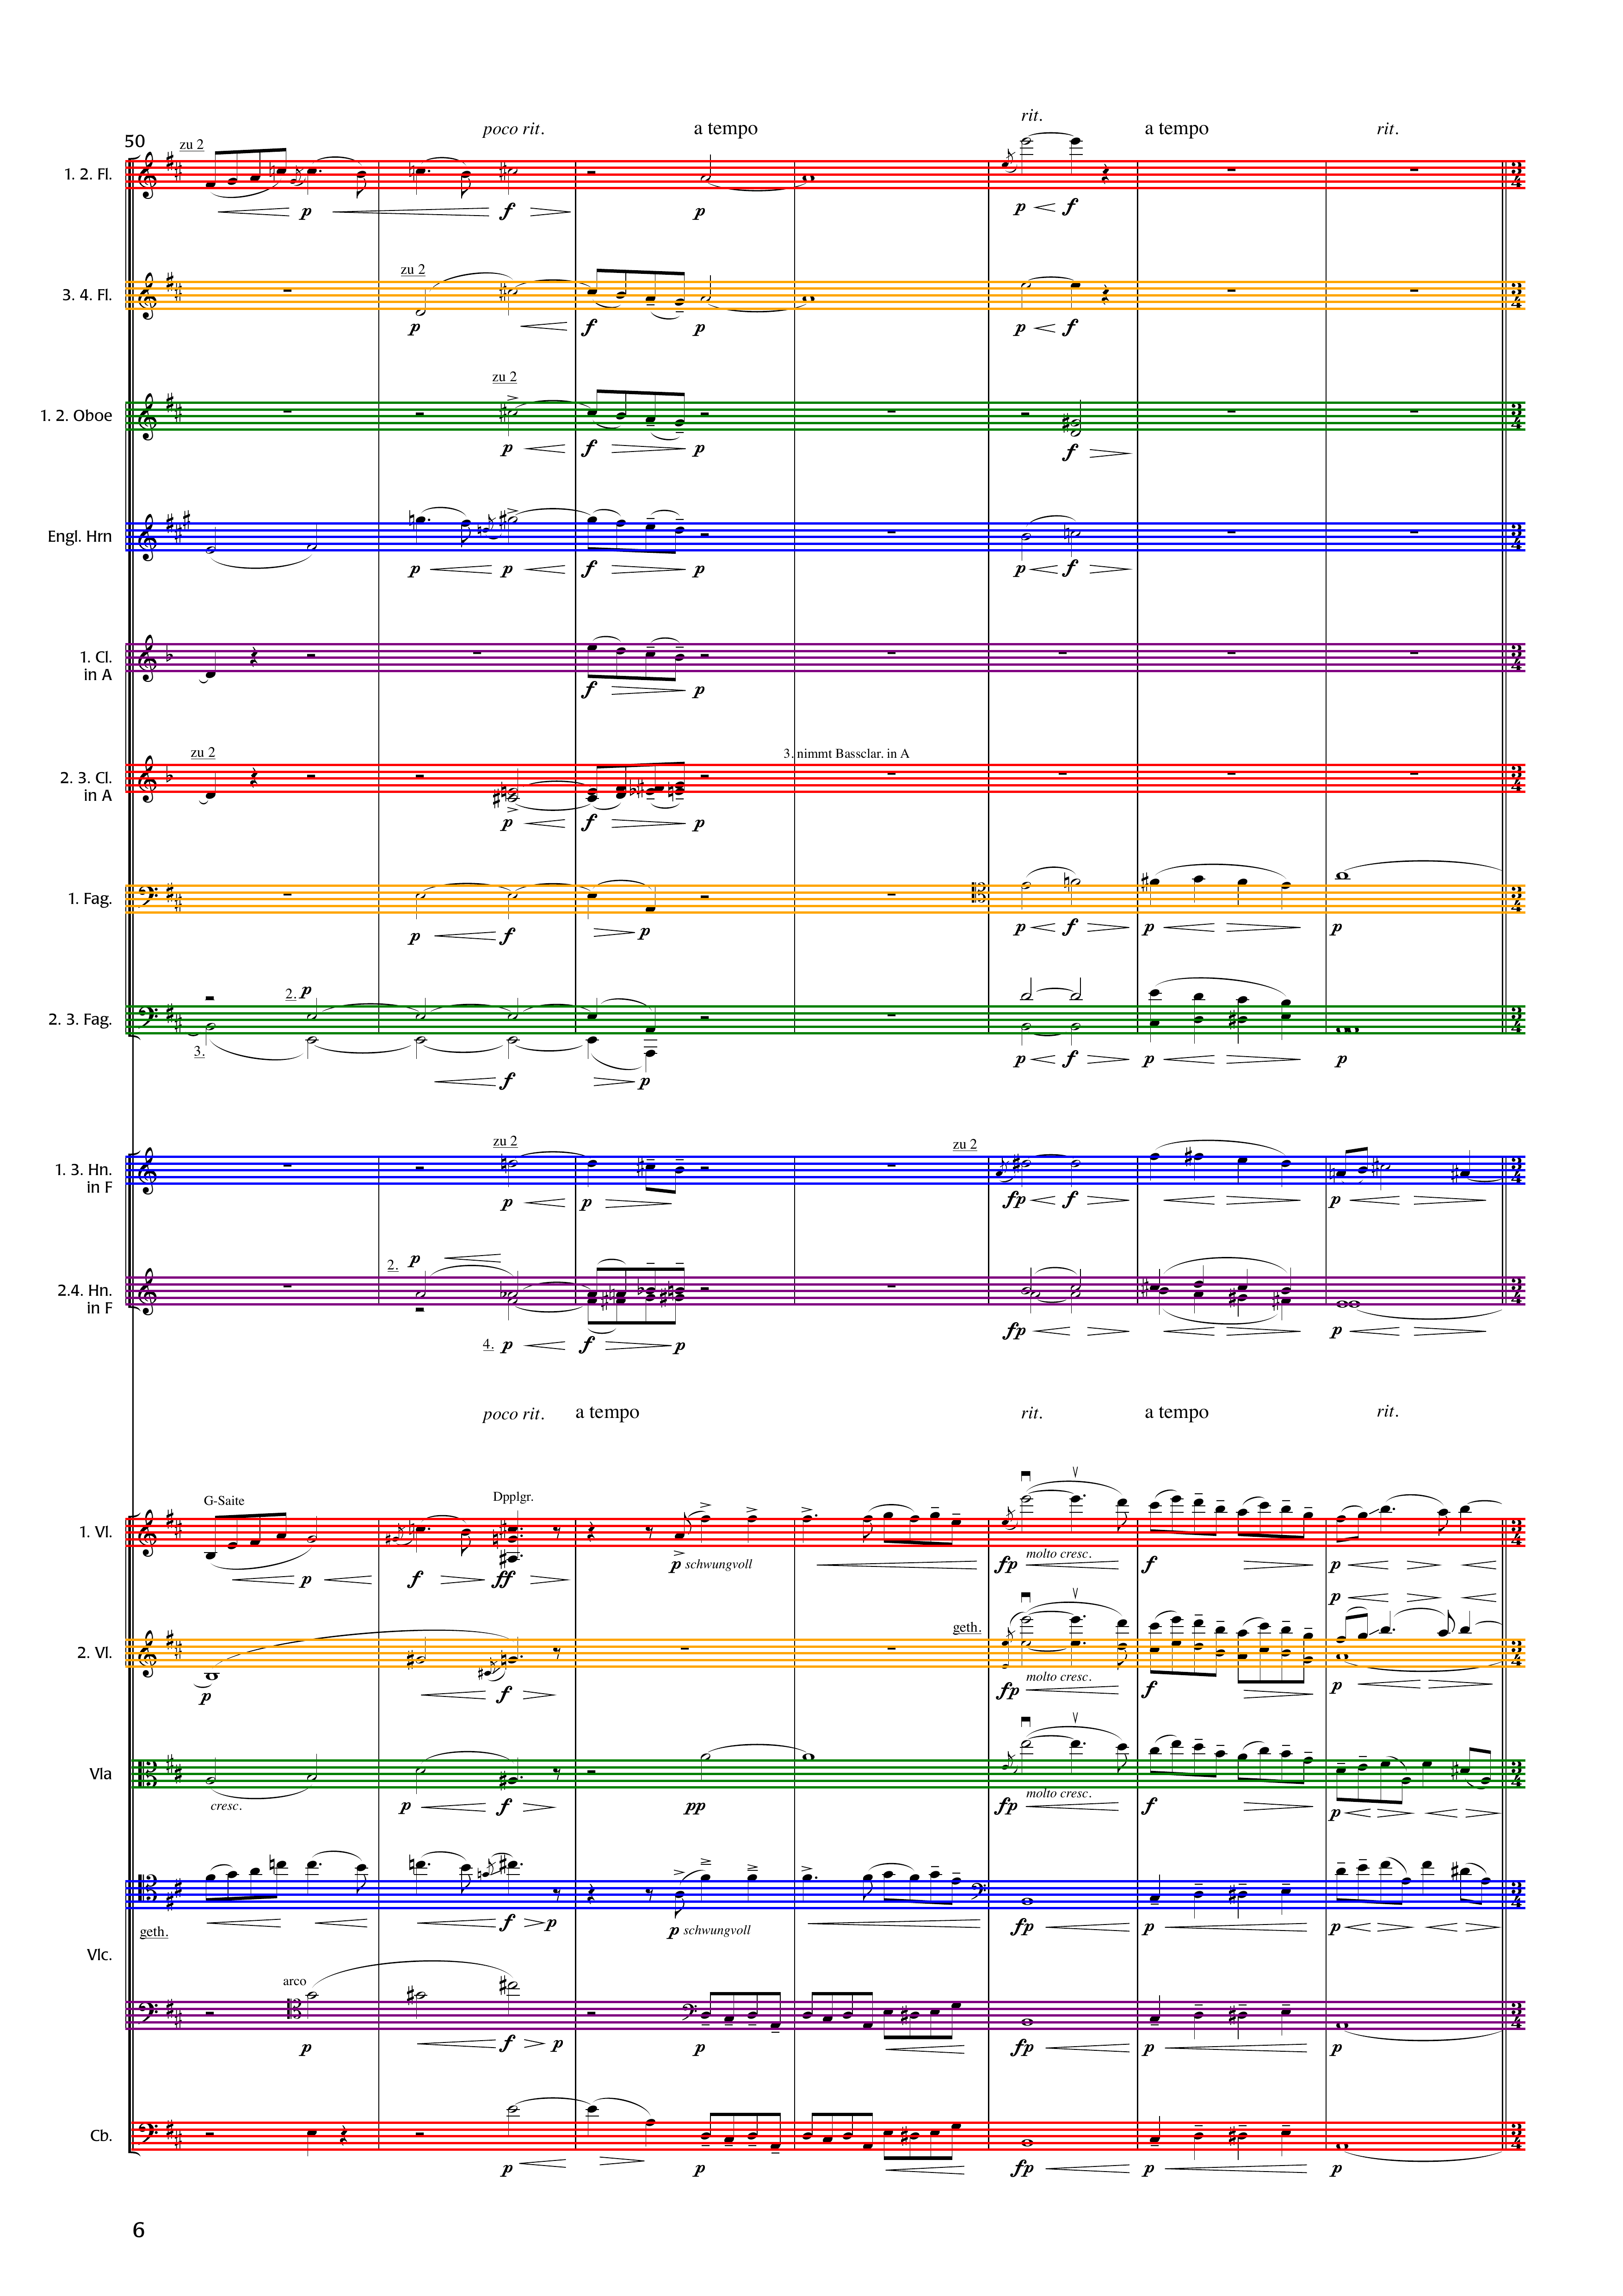 poco rit. a tempo rit. a tempo rit.
50 zu 2
1. 2. Fl.
p f p p f
zu 2
3. 4. Fl.
p f p p f
zu 2
1. 2. Oboe
p f p f
Engl. Hrn
p p f p p f
1. Cl.
in A
f p
zu 2 3. nimmt Bassclar. in A
2. 3. Cl.
in A
p f p
1. Fag.
p f p p f p p
2. p
2. 3. Fag.
3.
f p p f p p
zu 2 zu 2
1. 3. Hn.
in F
p p fp f p
2. p
2.4. Hn.
in F
4. p f p fp p
poco rit. a tempo rit. a tempo rit.
G-Saite Dpplgr.
1. Vl.
p f ff p schwungvoll fp molto cresc. f p
p
geth.
2. Vl.
p f fp molto cresc. f p
Vla
cresc. p f pp fp molto cresc. f p
f p p schwungvoll fp p p
geth.
Vlc.
arco
p f p p fp p p
Cb.
p p fp p p
3
4
6